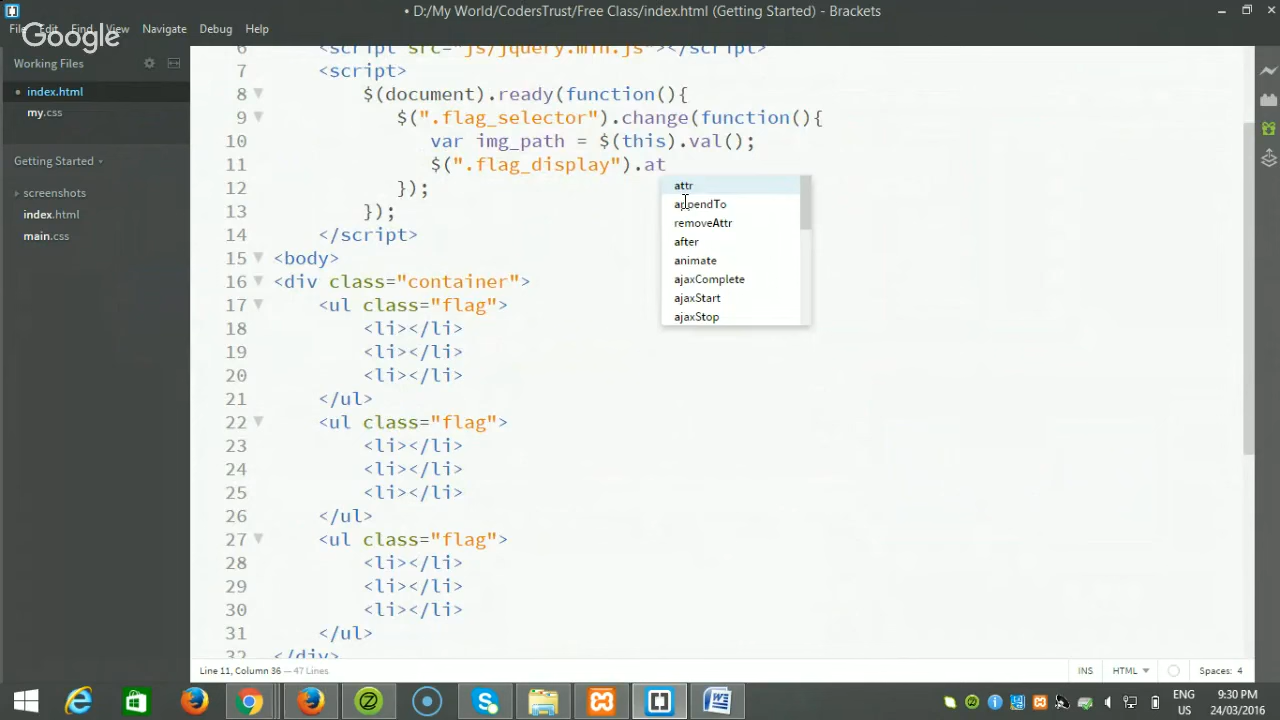 • D:/My World/CodersTrust/Free Class/index.html (Getting Started) - Brackets
File Edit Find View Navigate Debug Help
Google
Working Files
• index.html
my.css
Getting Started
screenshots
index.html
main.css
6 <script src="js/jquery.min.js"></script>
7 <script>
8 $(document).ready(function(){
9 $(".flag_selector").change(function(){
10 var img_path = $(this).val();
11 $(".flag_display").at
12 });
13 });
14 </script>
15 <body>
16 <div class="container">
17 <ul class="flag">
18 <li></li>
19 <li></li>
20 <li></li>
21 </ul>
22 <ul class="flag">
23 <li></li>
24 <li></li>
25 <li></li>
26 </ul>
27 <ul class="flag">
28 <li></li>
29 <li></li>
30 <li></li>
31 </ul>
32 </div>
attr
appendTo
removeAttr
after
animate
ajaxComplete
ajaxStart
ajaxStop
Line 11, Column 36 — 47 Lines
INS HTML Spaces: 4
ENG 9:30 PM
US 24/03/2016